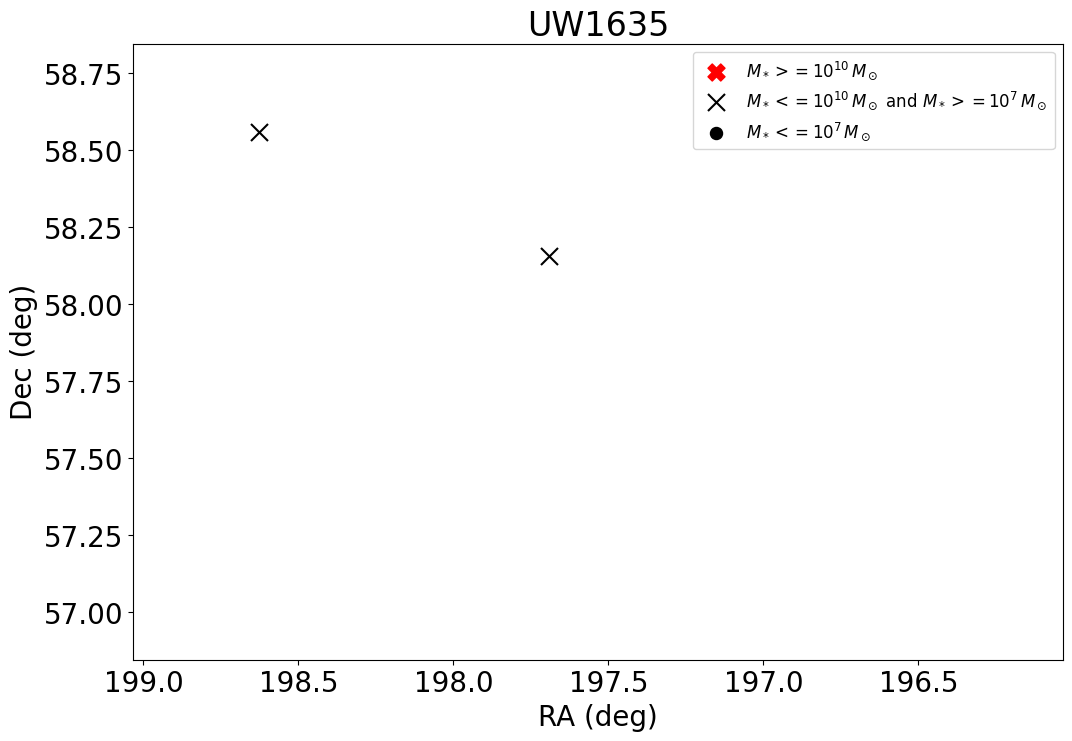 UW1635
M* >= 10^10 M⊙
M* <= 10^10 M⊙ and M* >= 10^7 M⊙
M* <= 10^7 M⊙
58.75
58.50
58.25
58.00
57.75
57.50
57.25
57.00
Dec (deg)
199.0 198.5 198.0 197.5 197.0 196.5
RA (deg)